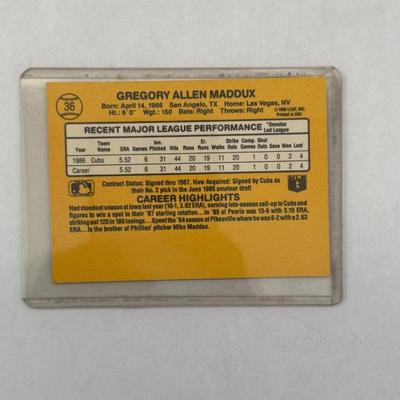 36
GREGORY ALLEN MADDUX
© 1986 LEAF, INC.
Printed in USA
Born: April 14, 1966 San Angelo, TX Home: Las Vegas, NV
Ht.: 6'0" Wgt.: 150 Bats: Right Throws: Right
RECENT MAJOR LEAGUE PERFORMANCE
*Denotes Led League
Year Team Name ERA Games Inn. Pitched Hits Er. Runs Walks Strike Outs Comp. Games Shut Outs Save Won Lost
1986 Cubs 5.52 6 31 44 20 19 11 20 1 0 0 2 4
Career 5.52 6 31 44 20 19 11 20 1 0 0 2 4
Contract Status: Signed thru 1987. How Acquired: Signed by Cubs as
their No. 2 pick in the June 1985 amateur draft
CAREER HIGHLIGHTS
Had standout season at Iowa last year (10-1, 3.02 ERA), earning late-season call-up to Cubs and
figures to win a spot in their '87 starting rotation...In '85 at Peoria was 13-9 with 3.19 ERA,
striking out 125 in 186 innings...Spent the '84 season at Pikeville where he was 6-2 with a 2.63
ERA...Is the brother of Phillies' pitcher Mike Maddux.